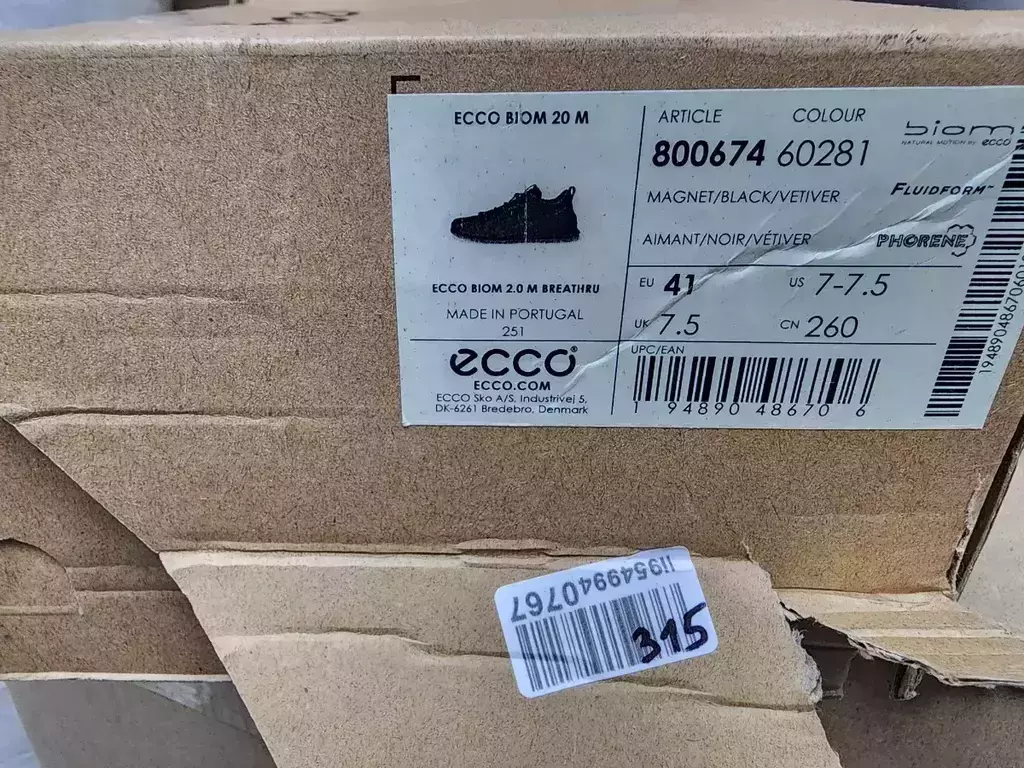 ECCO BIOM 20 M
ECCO BIOM 2.0 M BREATHRU
MADE IN PORTUGAL
251
ecco®
ECCO.COM
ECCO Sko A/S, Industrivej 5,
DK-6261 Bredebro, Denmark
ARTICLE COLOUR
800674 60281
MAGNET/BLACK/VETIVER
AIMANT/NOIR/VÉTIVER
biom
NATURAL MOTION BY ecco
FLUIDFORM™
PHORENE
EU 41 US 7-7.5
UK 7.5 CN 260
UPC/EAN
1 94890 48670 6
ii9549940767
315